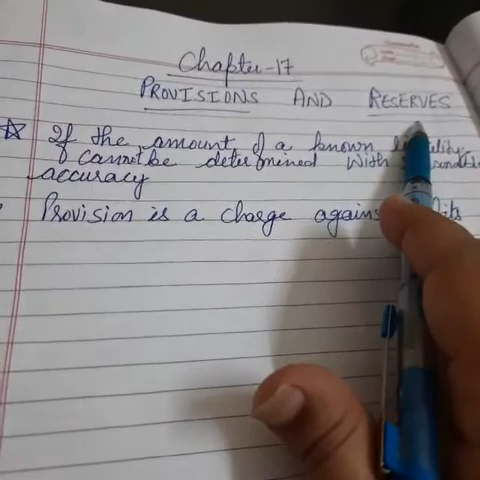 Chapter-17
PROVISIONS AND RESERVES
If the amount of a known
cannot be determined with
accuracy
Provision is a charge against